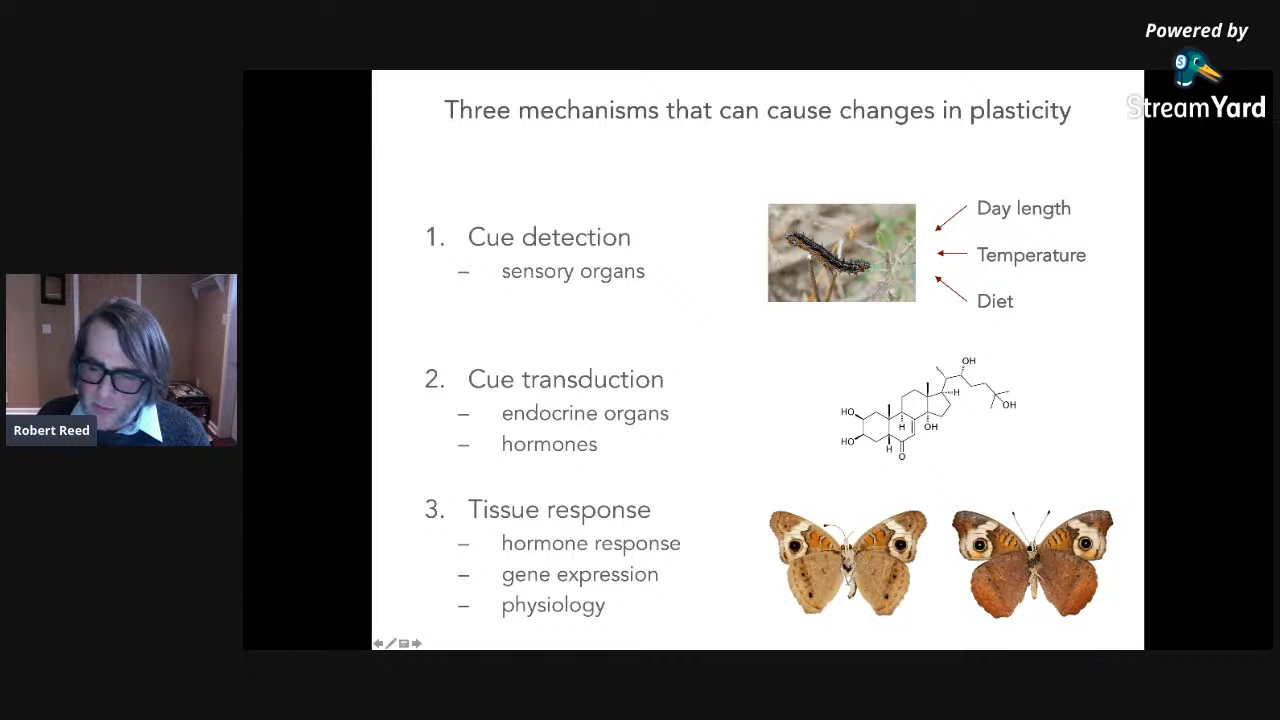 Powered by
StreamYard
Three mechanisms that can cause changes in plasticity
1. Cue detection
– sensory organs
Day length
Temperature
Diet
2. Cue transduction
– endocrine organs
– hormones
OH
H
OH
HO
H
OH
HO
H
O
3. Tissue response
– hormone response
– gene expression
– physiology
Robert Reed